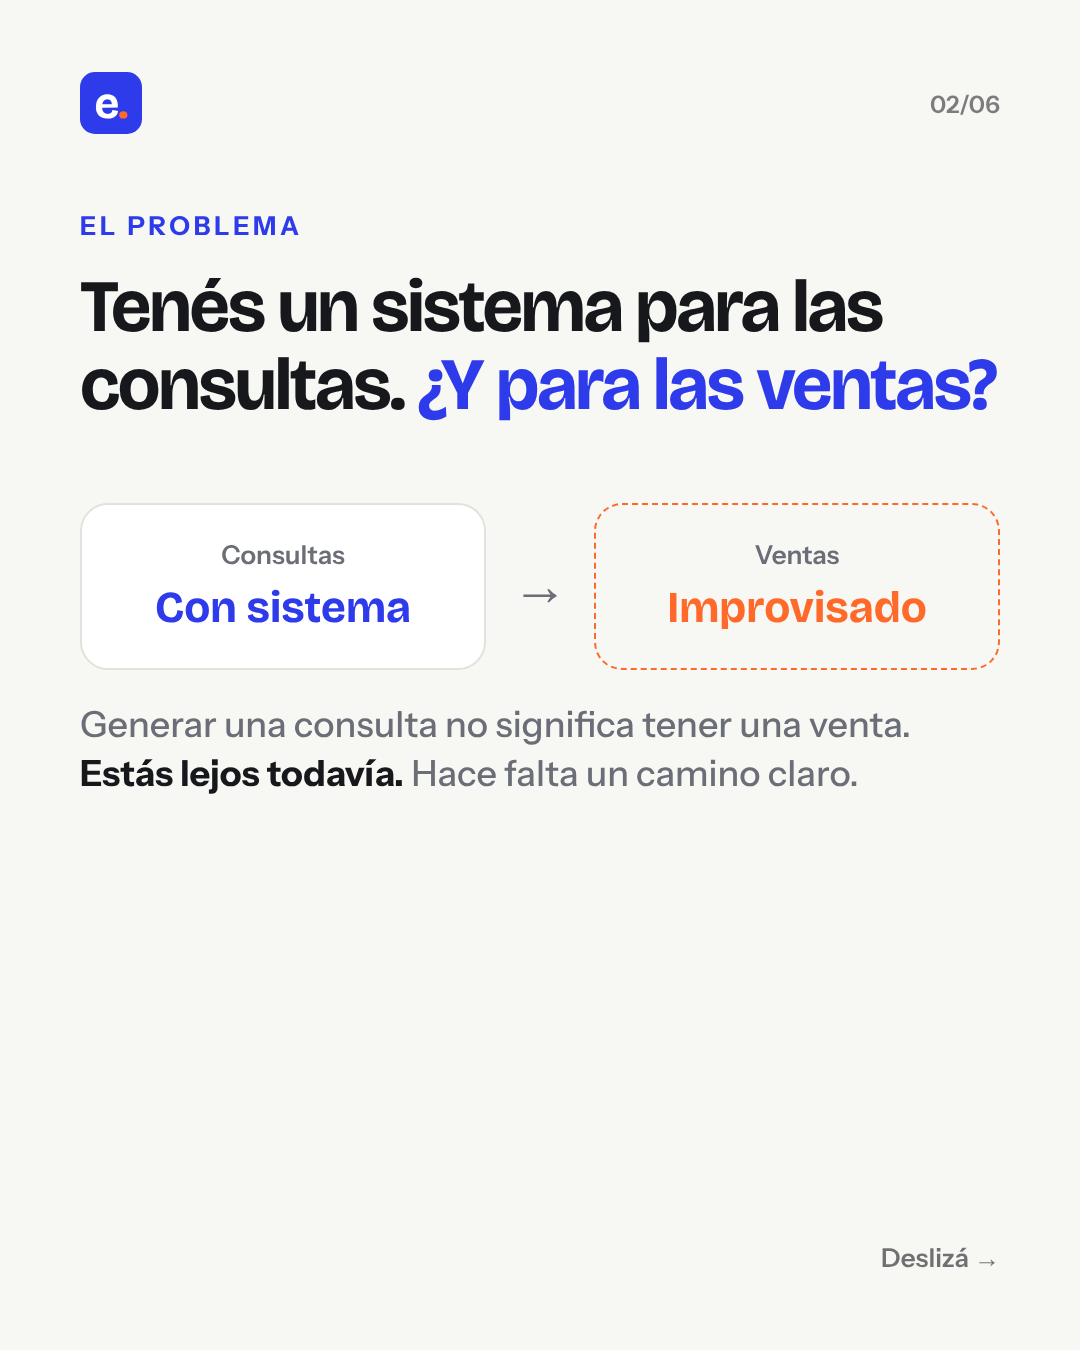 e.
02/06
EL PROBLEMA
Tenés un sistema para las
consultas. ¿Y para las ventas?
Consultas
Con sistema
→
Ventas
Improvisado
Generar una consulta no significa tener una venta.
Estás lejos todavía. Hace falta un camino claro.
Deslizá →